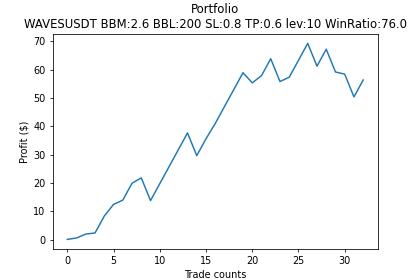 Portfolio
WAVESUSDT BBM:2.6 BBL:200 SL:0.8 TP:0.6 lev:10 WinRatio:76.0
70
60
50
40
30
20
10
0
Profit ($)
0 5 10 15 20 25 30
Trade counts